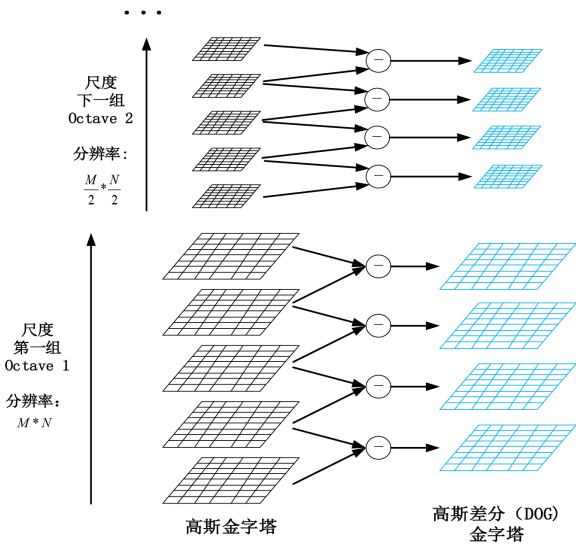 ...
尺度
下一组
Octave 2
分辨率:
M/2*N/2
尺度
第一组
Octave 1
分辨率:
M*N
高斯金字塔
高斯差分（DOG)
金字塔